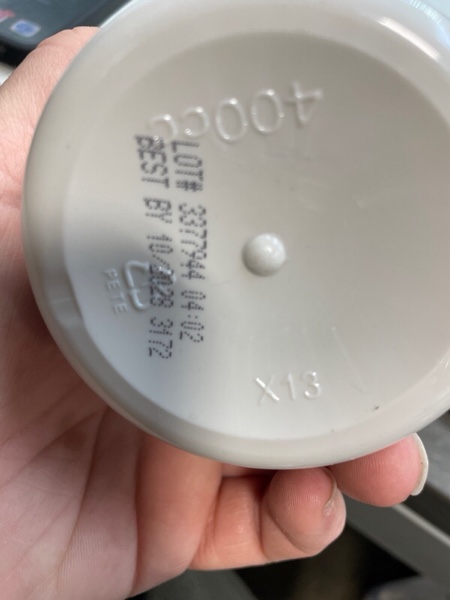 400cc
LOT# 3377944 04:02
BEST BY 10/2028 3172
PETE
X13